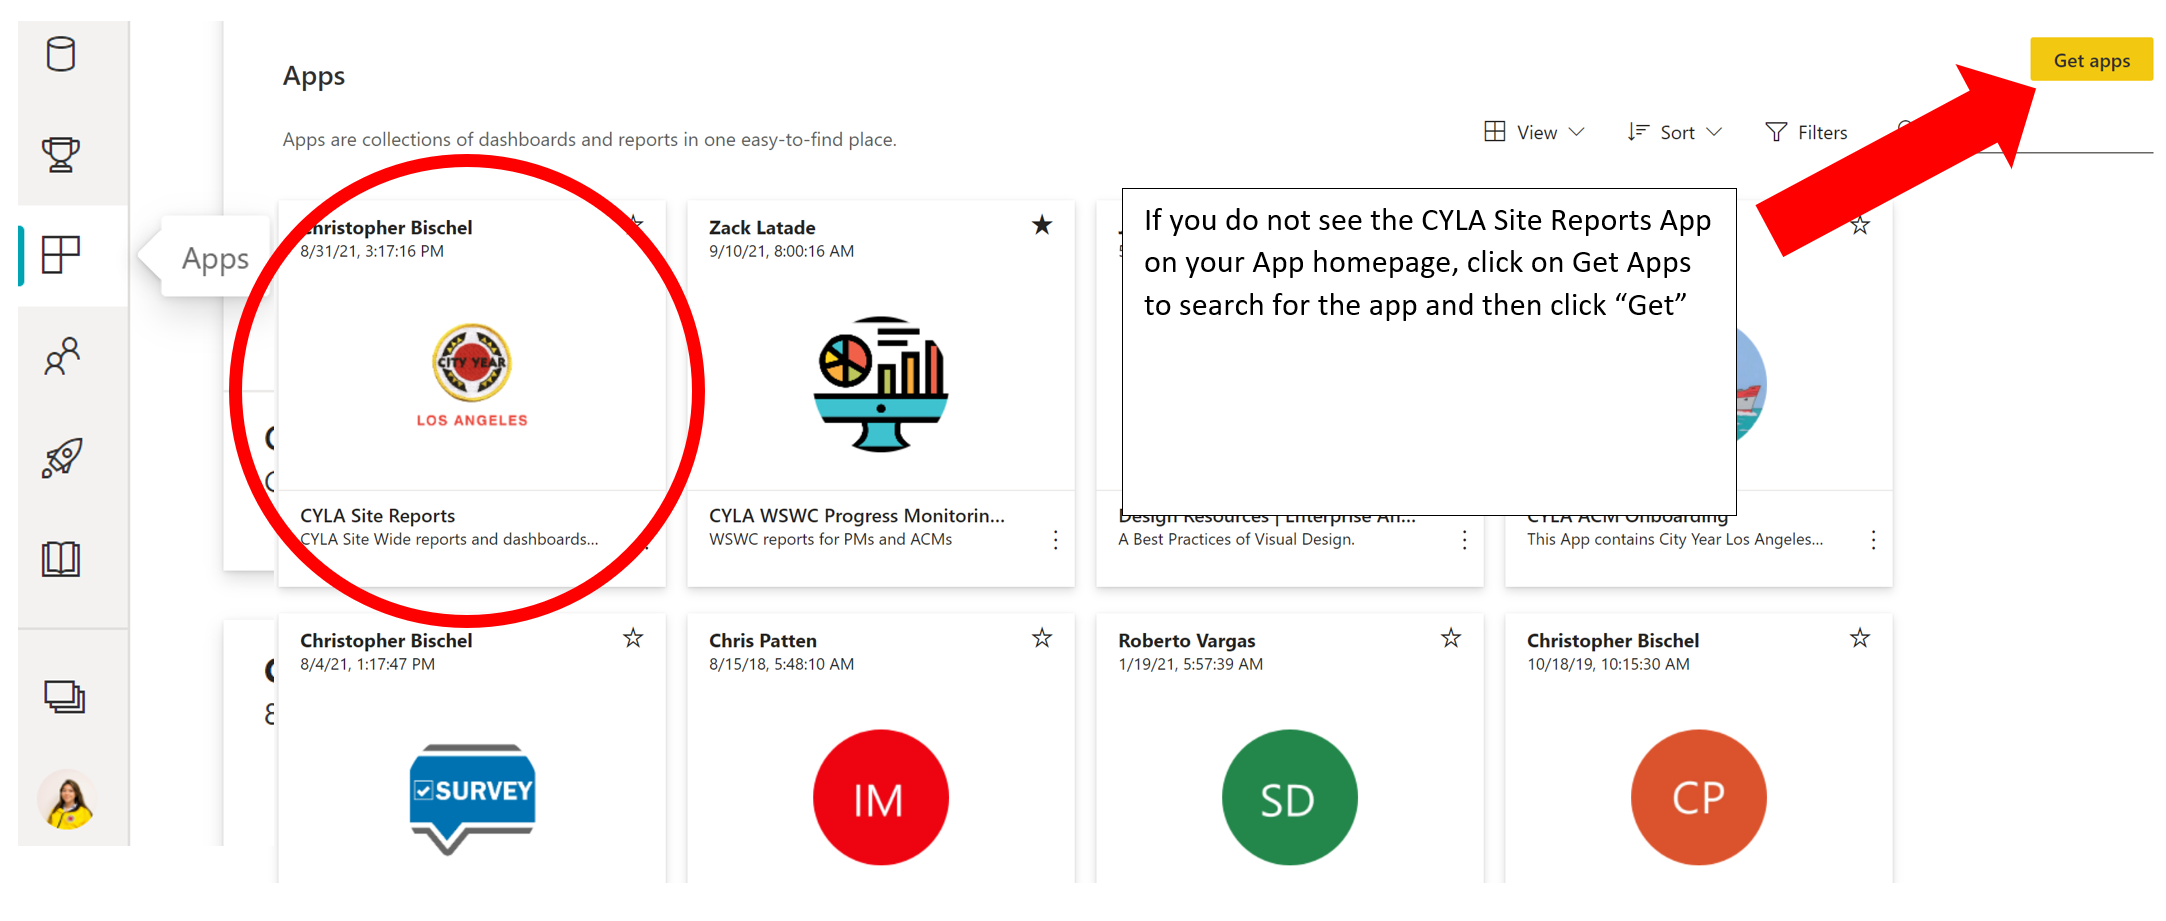 Get apps
Apps
Apps are collections of dashboards and reports in one easy-to-find place.
View
Sort
Filters
Apps
Christopher Bischel
8/31/21, 3:17:16 PM
CITY YEAR
LOS ANGELES
CYLA Site Reports
CYLA Site Wide reports and dashboards...
Zack Latade
9/10/21, 8:00:16 AM
CYLA WSWC Progress Monitorin...
WSWC reports for PMs and ACMs
If you do not see the CYLA Site Reports App
on your App homepage, click on Get Apps
to search for the app and then click “Get”
Design Resources | Enterprise An...
A Best Practices of Visual Design.
CYLA ACM Onboarding
This App contains City Year Los Angeles...
Christopher Bischel
8/4/21, 1:17:47 PM
SURVEY
Chris Patten
8/15/18, 5:48:10 AM
IM
Roberto Vargas
1/19/21, 5:57:39 AM
SD
Christopher Bischel
10/18/19, 10:15:30 AM
CP